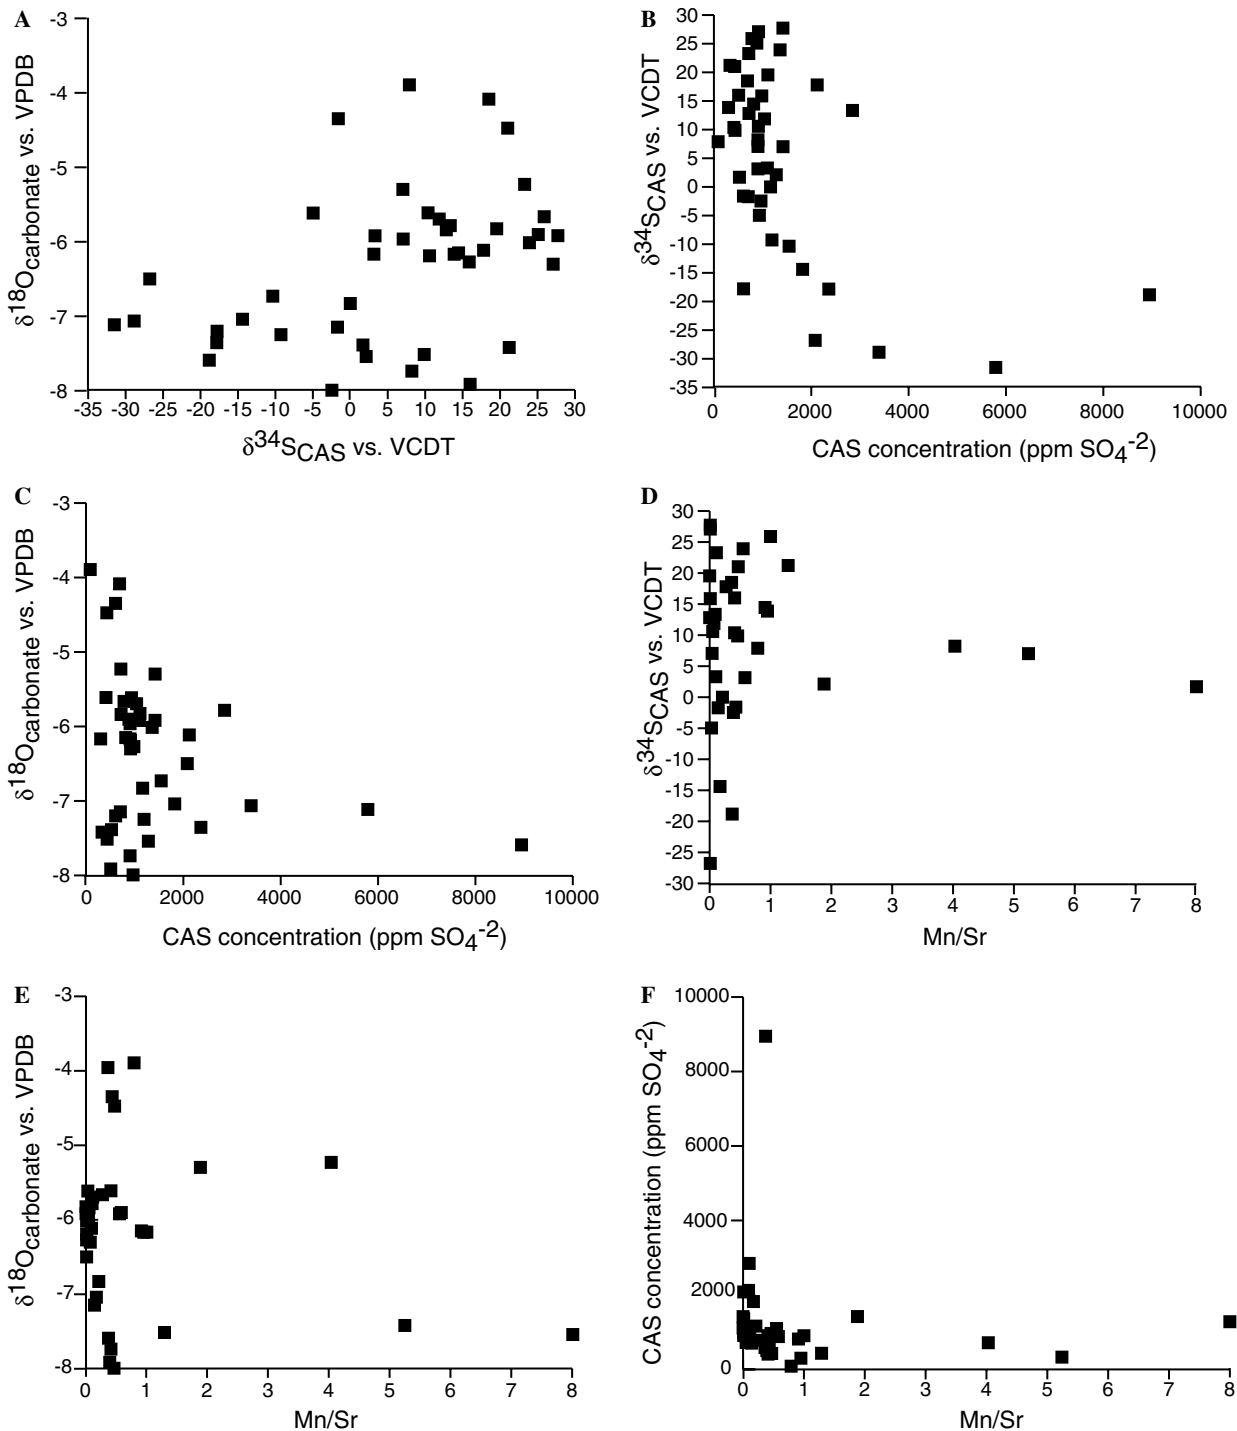 A
-3
-4
-5
-6
-7
-8
δ18Ocarbonate vs. VPDB
-35 -30 -25 -20 -15 -10 -5 0 5 10 15 20 25 30
δ34SCAS vs. VCDT
B
30
25
20
15
10
5
0
-5
-10
-15
-20
-25
-30
-35
δ34SCAS vs. VCDT
0 2000 4000 6000 8000 10000
CAS concentration (ppm SO4-2)
C
-3
-4
-5
-6
-7
-8
δ18Ocarbonate vs. VPDB
0 2000 4000 6000 8000 10000
CAS concentration (ppm SO4-2)
D
30
25
20
15
10
5
0
-5
-10
-15
-20
-25
-30
δ34SCAS vs. VCDT
0 1 2 3 4 5 6 7 8
Mn/Sr
E
-3
-4
-5
-6
-7
-8
δ18Ocarbonate vs. VPDB
0 1 2 3 4 5 6 7 8
Mn/Sr
F
10000
8000
6000
4000
2000
0
CAS concentration (ppm SO4-2)
0 1 2 3 4 5 6 7 8
Mn/Sr